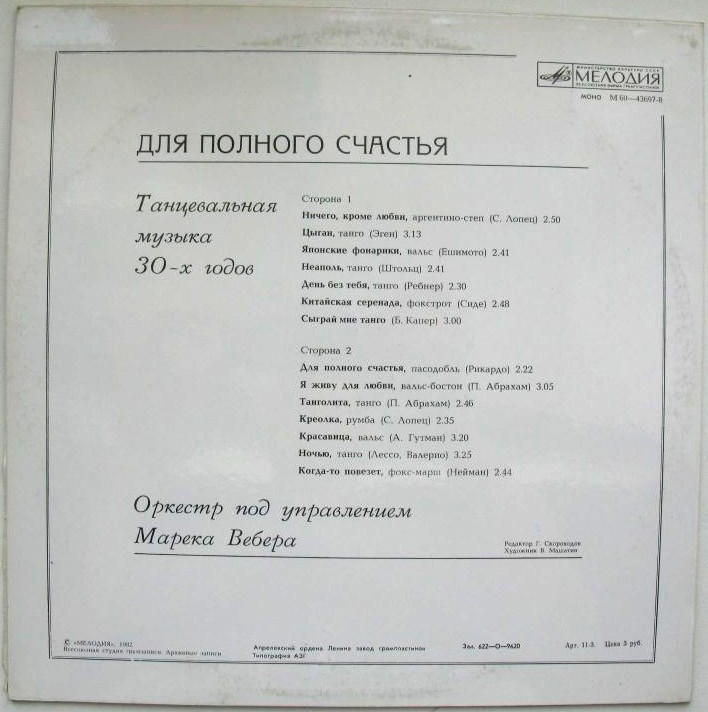 МИНИСТЕРСТВО КУЛЬТУРЫ СССР
МЕЛОДИЯ
ВСЕСОЮЗНАЯ ФИРМА ГРАМПЛАСТИНОК
МОНО М 60—43697-8
ДЛЯ ПОЛНОГО СЧАСТЬЯ
Танцевальная
музыка
30-х годов
Сторона 1
Ничего, кроме любви, аргентино-степ (С. Лопец) 2.50
Цыган, танго (Эген) 3.13
Японские фонарики, вальс (Ешимото) 2.41
Неаполь, танго (Штольц) 2.41
День без тебя, танго (Ребнер) 2.30
Китайская серенада, фокстрот (Сиде) 2.48
Сыграй мне танго (Б. Капер) 3.00
Сторона 2
Для полного счастья, пасодобль (Рикардо) 2.22
Я живу для любви, вальс-бостон (П. Абрахам) 3.05
Танголита, танго (П. Абрахам) 2.46
Креолка, румба (С. Лопец) 2.35
Красавица, вальс (А. Гутман) 3.20
Ночью, танго (Лессо, Валерио) 3.25
Когда-то повезет, фокс-марш (Нейман) 2.44
Оркестр под управлением
Марека Вебера
Редактор Г. Скороходов
Художник В.
© «МЕЛОДИЯ», 1982
Всесоюзная студия грамзаписи. Архивные записи
Апрелевский ордена Ленина завод грампластинок
Типография АЗГ
Зак. 622—О—9620
Арт. 11-3. Цена 3 руб.